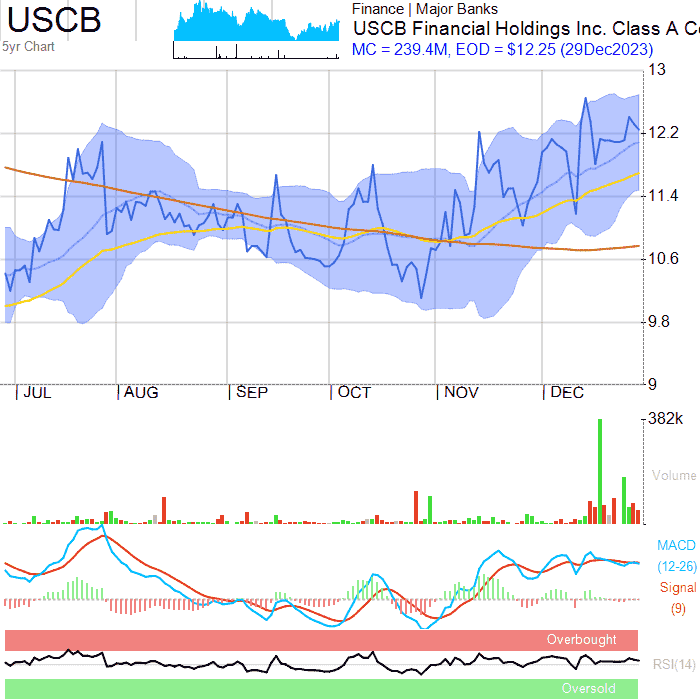 USCB
5yr Chart
Finance | Major Banks
USCB Financial Holdings Inc. Class A Co
MC = 239.4M, EOD = $12.25 (29Dec2023)
13
12.2
11.4
10.6
9.8
9
JUL AUG SEP OCT NOV DEC
382k
Volume
MACD
(12-26)
Signal
(9)
Overbought
RSI(14)
Oversold